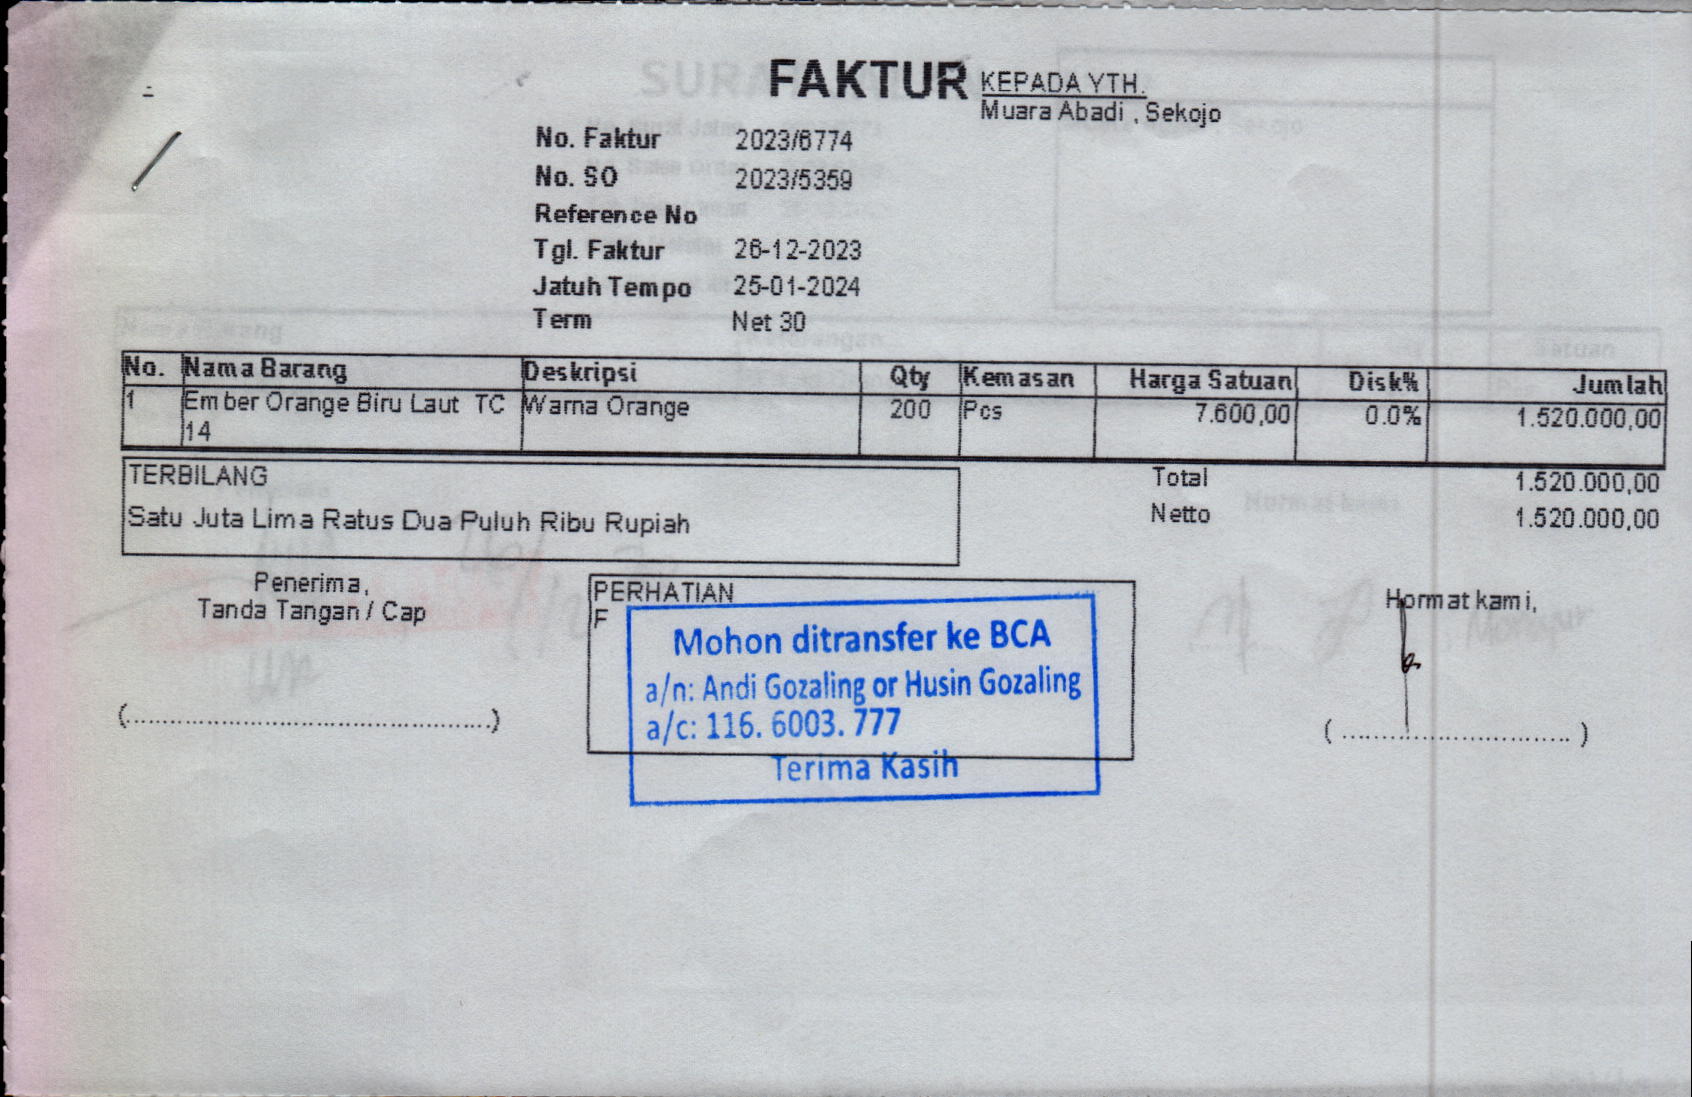 FAKTUR
KEPADA YTH.
Muara Abadi , Sekojo
No. Faktur 2023/6774
No. SO 2023/5359
Reference No
Tgl. Faktur 26-12-2023
Jatuh Tempo 25-01-2024
Term Net 30
No. Nama Barang Deskripsi Qty Kemasan Harga Satuan Disk% Jumlah
1 Ember Orange Biru Laut TC Warna Orange 200 Pcs 7.600,00 0.0% 1.520.000,00
14
TERBILANG
Satu Juta Lima Ratus Dua Puluh Ribu Rupiah
Total 1.520.000,00
Netto 1.520.000,00
Penerima,
Tanda Tangan / Cap
(..........................................)
PERHATIAN
F
Mohon ditransfer ke BCA
a/n: Andi Gozaling or Husin Gozaling
a/c: 116. 6003. 777
Terima Kasih
Hormat kami,
( ............................ )